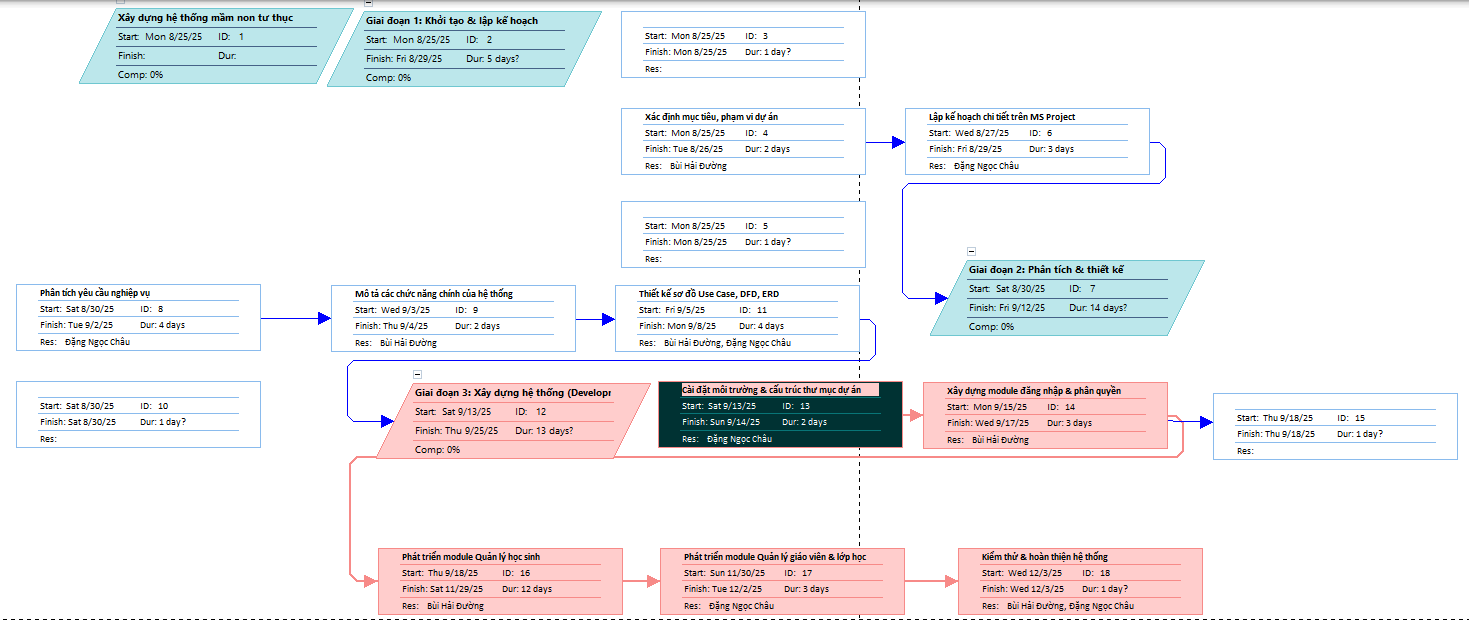 Xây dựng hệ thống mầm non tư thục
Start: Mon 8/25/25 ID: 1
Finish: Dur:
Comp: 0%
Giai đoạn 1: Khởi tạo & lập kế hoạch
Start: Mon 8/25/25 ID: 2
Finish: Fri 8/29/25 Dur: 5 days?
Comp: 0%
Start: Mon 8/25/25 ID: 3
Finish: Mon 8/25/25 Dur: 1 day?
Res:
Xác định mục tiêu, phạm vi dự án
Start: Mon 8/25/25 ID: 4
Finish: Tue 8/26/25 Dur: 2 days
Res: Bùi Hải Đường
Lập kế hoạch chi tiết trên MS Project
Start: Wed 8/27/25 ID: 6
Finish: Fri 8/29/25 Dur: 3 days
Res: Đặng Ngọc Châu
Start: Mon 8/25/25 ID: 5
Finish: Mon 8/25/25 Dur: 1 day?
Res:
Giai đoạn 2: Phân tích & thiết kế
Start: Sat 8/30/25 ID: 7
Finish: Fri 9/12/25 Dur: 14 days?
Comp: 0%
Phân tích yêu cầu nghiệp vụ
Start: Sat 8/30/25 ID: 8
Finish: Tue 9/2/25 Dur: 4 days
Res: Đặng Ngọc Châu
Mô tả các chức năng chính của hệ thống
Start: Wed 9/3/25 ID: 9
Finish: Thu 9/4/25 Dur: 2 days
Res: Bùi Hải Đường
Thiết kế sơ đồ Use Case, DFD, ERD
Start: Fri 9/5/25 ID: 11
Finish: Mon 9/8/25 Dur: 4 days
Res: Bùi Hải Đường, Đặng Ngọc Châu
Start: Sat 8/30/25 ID: 10
Finish: Sat 8/30/25 Dur: 1 day?
Res:
Giai đoạn 3: Xây dựng hệ thống (Develop
Start: Sat 9/13/25 ID: 12
Finish: Thu 9/25/25 Dur: 13 days?
Comp: 0%
Cài đặt môi trường & cấu trúc thư mục dự án
Start: Sat 9/13/25 ID: 13
Finish: Sun 9/14/25 Dur: 2 days
Res: Đặng Ngọc Châu
Xây dựng module đăng nhập & phân quyền
Start: Mon 9/15/25 ID: 14
Finish: Wed 9/17/25 Dur: 3 days
Res: Bùi Hải Đường
Start: Thu 9/18/25 ID: 15
Finish: Thu 9/18/25 Dur: 1 day?
Res:
Phát triển module Quản lý học sinh
Start: Thu 9/18/25 ID: 16
Finish: Sat 11/29/25 Dur: 12 days
Res: Bùi Hải Đường
Phát triển module Quản lý giáo viên & lớp học
Start: Sun 11/30/25 ID: 17
Finish: Tue 12/2/25 Dur: 3 days
Res: Đặng Ngọc Châu
Kiểm thử & hoàn thiện hệ thống
Start: Wed 12/3/25 ID: 18
Finish: Wed 12/3/25 Dur: 1 day?
Res: Bùi Hải Đường, Đặng Ngọc Châu